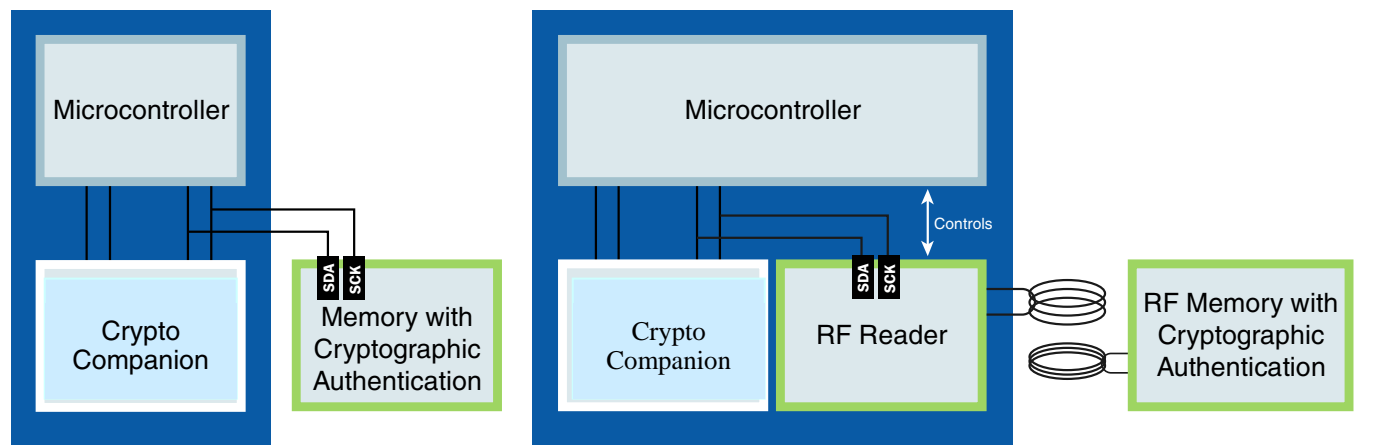 Microcontroller
Crypto
Companion
SDA
SCK
Memory with
Cryptographic
Authentication
Microcontroller
Controls
Crypto
Companion
SDA
SCK
RF Reader
RF Memory with
Cryptographic
Authentication